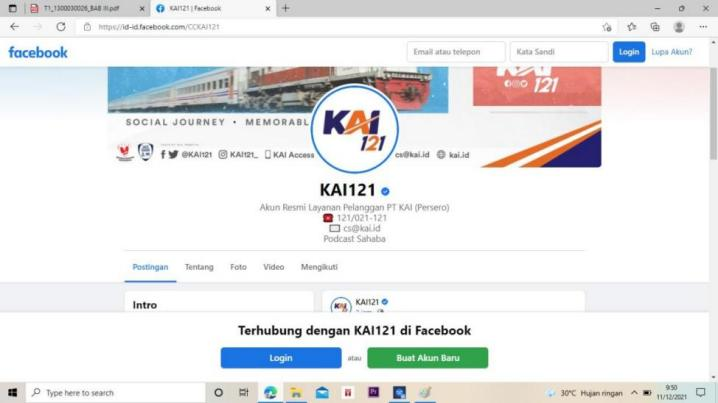 T1_1300030026_BAB III.pdf
KAI121 | Facebook
https://id-id.facebook.com/CCKAI121
facebook
Email atau telepon
Kata Sandi
Login
Lupa Akun?
121
SOCIAL JOURNEY • MEMORABL
@KAI121
KAI121_
KAI Access
cs@kai.id
kai.id
KAI
121
KAI121
Akun Resmi Layanan Pelanggan PT KAI (Persero)
121/021-121
cs@kai.id
Podcast Sahaba
Postingan
Tentang
Foto
Video
Mengikuti
Intro
KAI121
Terhubung dengan KAI121 di Facebook
Login
atau
Buat Akun Baru
Type here to search
30°C Hujan ringan
9:50
11/12/2021